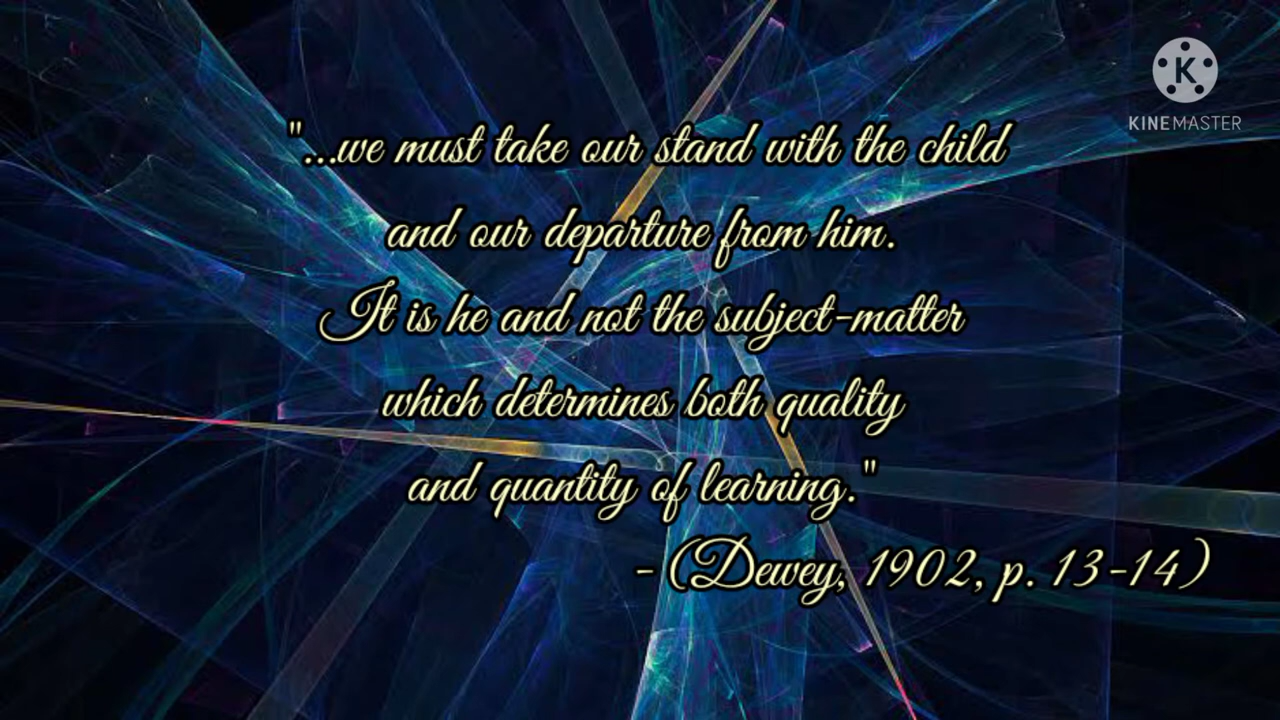 "...we must take our stand with the child
and our departure from him.
It is he and not the subject-matter
which determines both quality
and quantity of learning."
- (Dewey, 1902, p. 13-14)
K
KINEMASTER